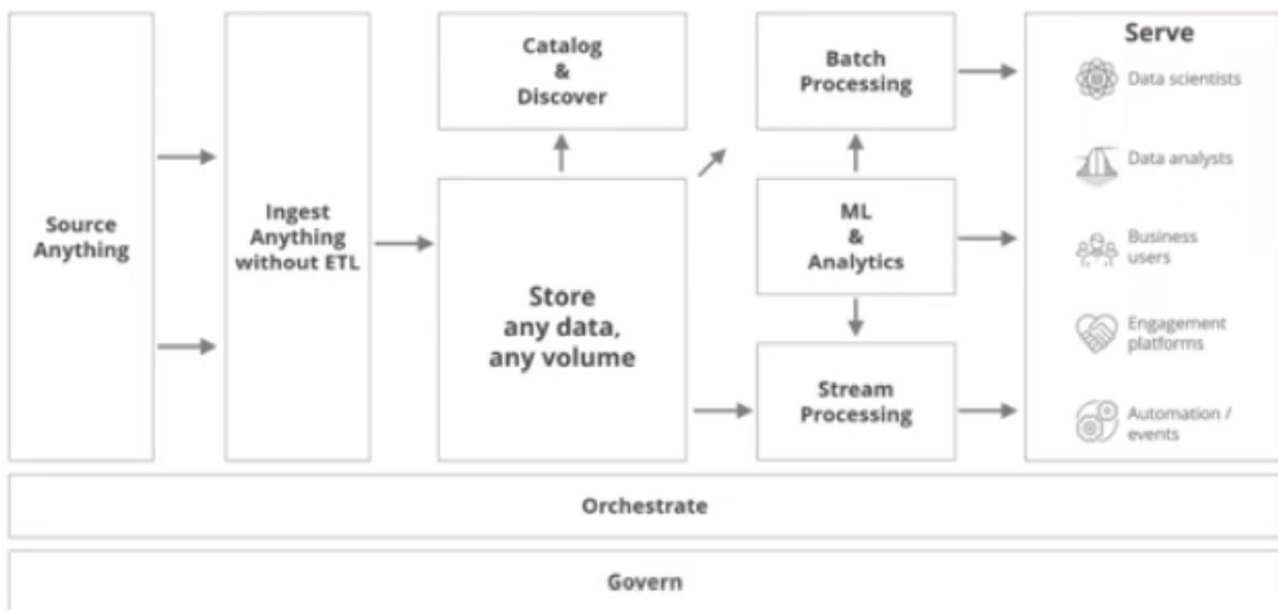 Source
Anything
Ingest
Anything
without ETL
Catalog
&
Discover
Store
any data,
any volume
Batch
Processing
ML
&
Analytics
Stream
Processing
Serve
Data scientists
Data analysts
Business
users
Engagement
platforms
Automation /
events
Orchestrate
Govern